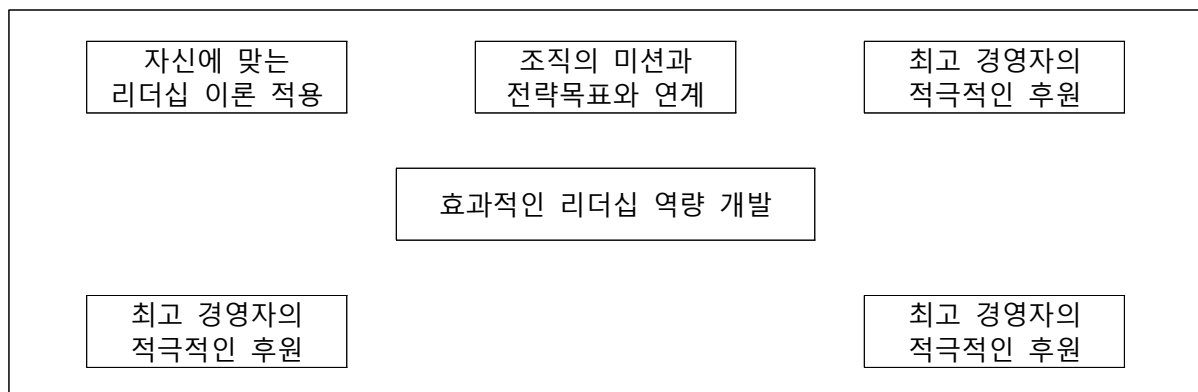 자신에 맞는
리더십 이론 적용
조직의 미션과
전략목표와 연계
최고 경영자의
적극적인 후원
효과적인 리더십 역량 개발
최고 경영자의
적극적인 후원
최고 경영자의
적극적인 후원